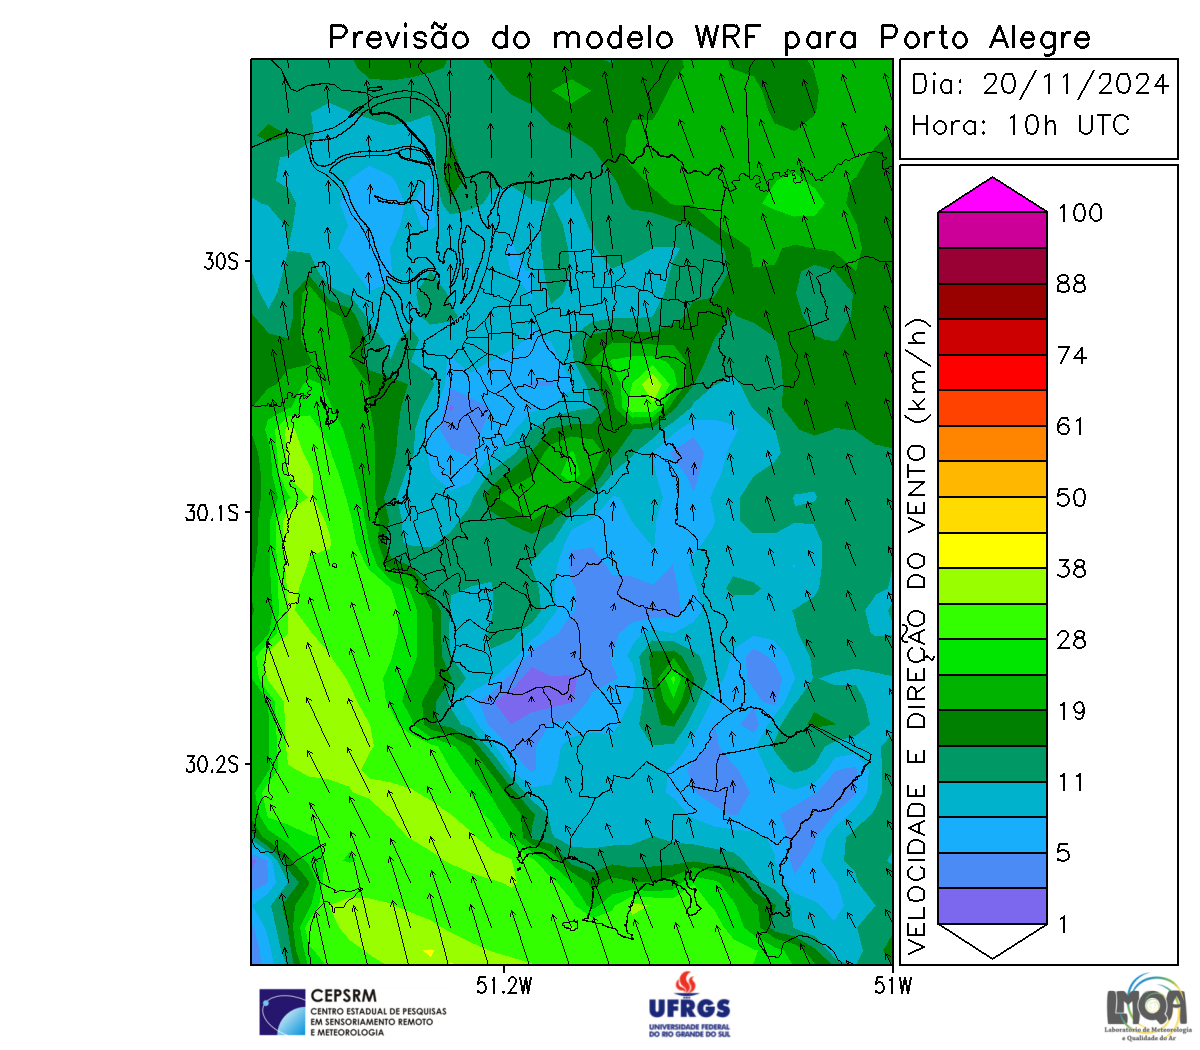 Previsão do modelo WRF para Porto Alegre
Dia: 20/11/2024
Hora: 10h UTC
VELOCIDADE E DIREÇÃO DO VENTO (km/h)
100
88
74
61
50
38
28
19
11
5
1
30S
30.1S
30.2S
51.2W
51W
CEPSRM
CENTRO ESTADUAL DE PESQUISAS
EM SENSORIAMENTO REMOTO
E METEOROLOGIA
UFRGS
UNIVERSIDADE FEDERAL
DO RIO GRANDE DO SUL
LMQA
Laboratório de Meteorologia
e Qualidade do Ar